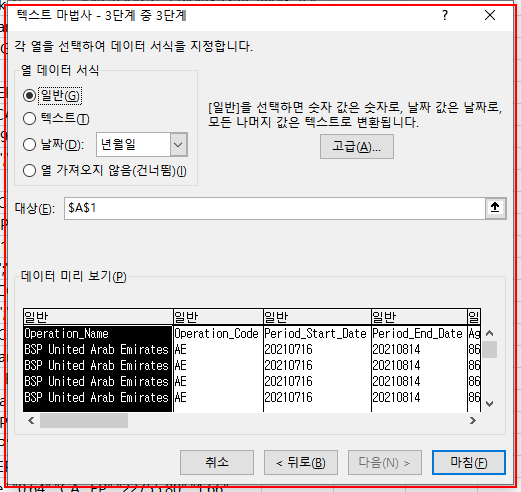 텍스트 마법사 - 3단계 중 3단계 ? ×
각 열을 선택하여 데이터 서식을 지정합니다.
열 데이터 서식
일반(G)
텍스트(T)
날짜(D): 년월일
열 가져오지 않음(건너뜀)(I)
[일반]을 선택하면 숫자 값은 숫자로, 날짜 값은 날짜로,
모든 나머지 값은 텍스트로 변환됩니다.
고급(A)...
대상(E): $A$1
데이터 미리 보기(P)
일반 일반 일반 일반 일
Operation_Name Operation_Code Period_Start_Date Period_End_Date Ag
BSP United Arab Emirates AE 20210716 20210814 86
BSP United Arab Emirates AE 20210716 20210814 86
BSP United Arab Emirates AE 20210716 20210814 86
BSP United Arab Emirates AE 20210716 20210814 86
취소 < 뒤로(B) 다음(N) > 마침(F)